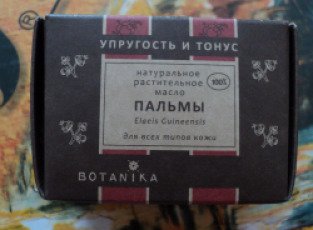 УПРУГОСТЬ И ТОНУС
натуральное
растительное
масло
100%
ПАЛЬМЫ
Elaeis Guineensis
для всех типов кожи
BOTANIKA